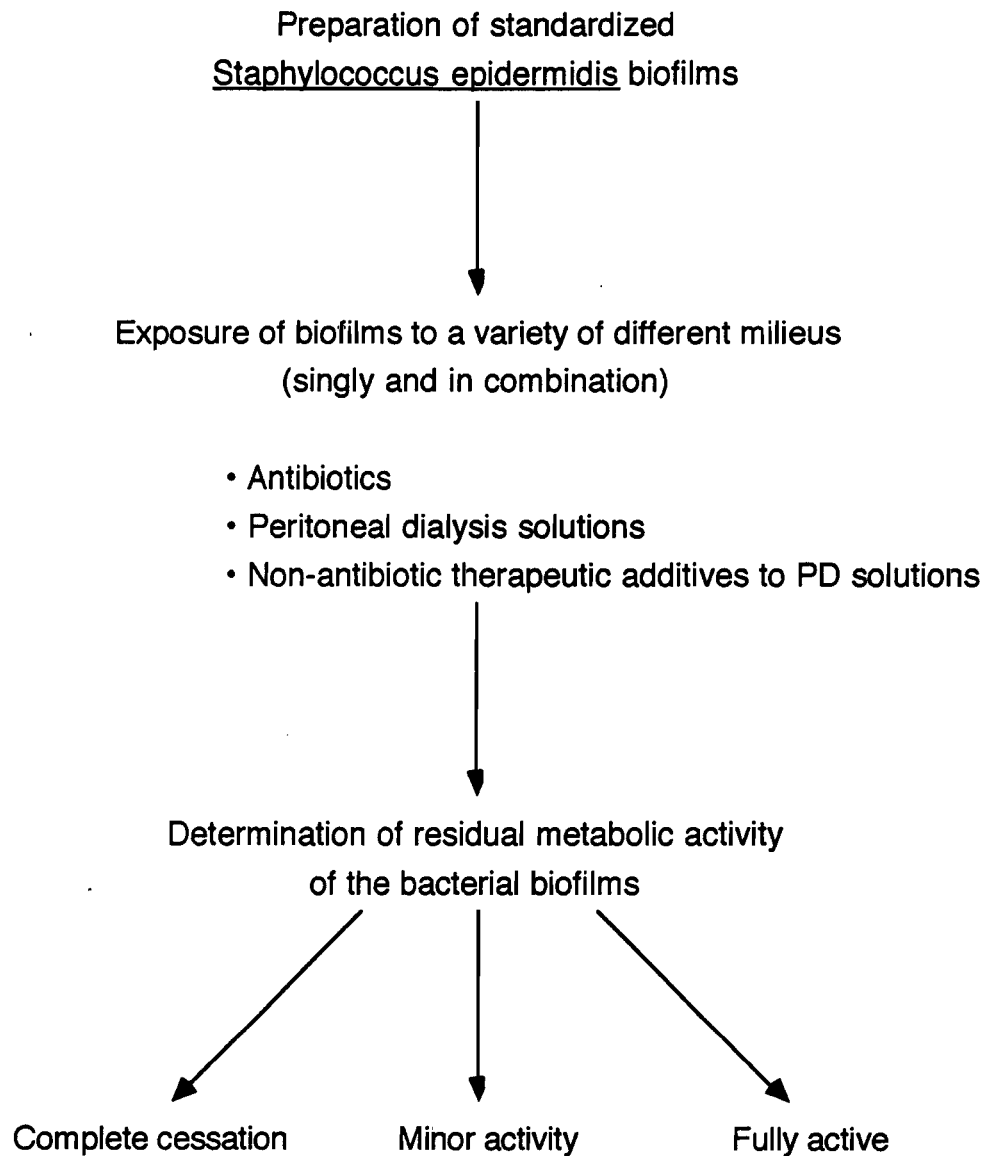 Preparation of standardized
Staphylococcus epidermidis biofilms
Exposure of biofilms to a variety of different milieus
(singly and in combination)
• Antibiotics
• Peritoneal dialysis solutions
• Non-antibiotic therapeutic additives to PD solutions
Determination of residual metabolic activity
of the bacterial biofilms
Complete cessation Minor activity Fully active